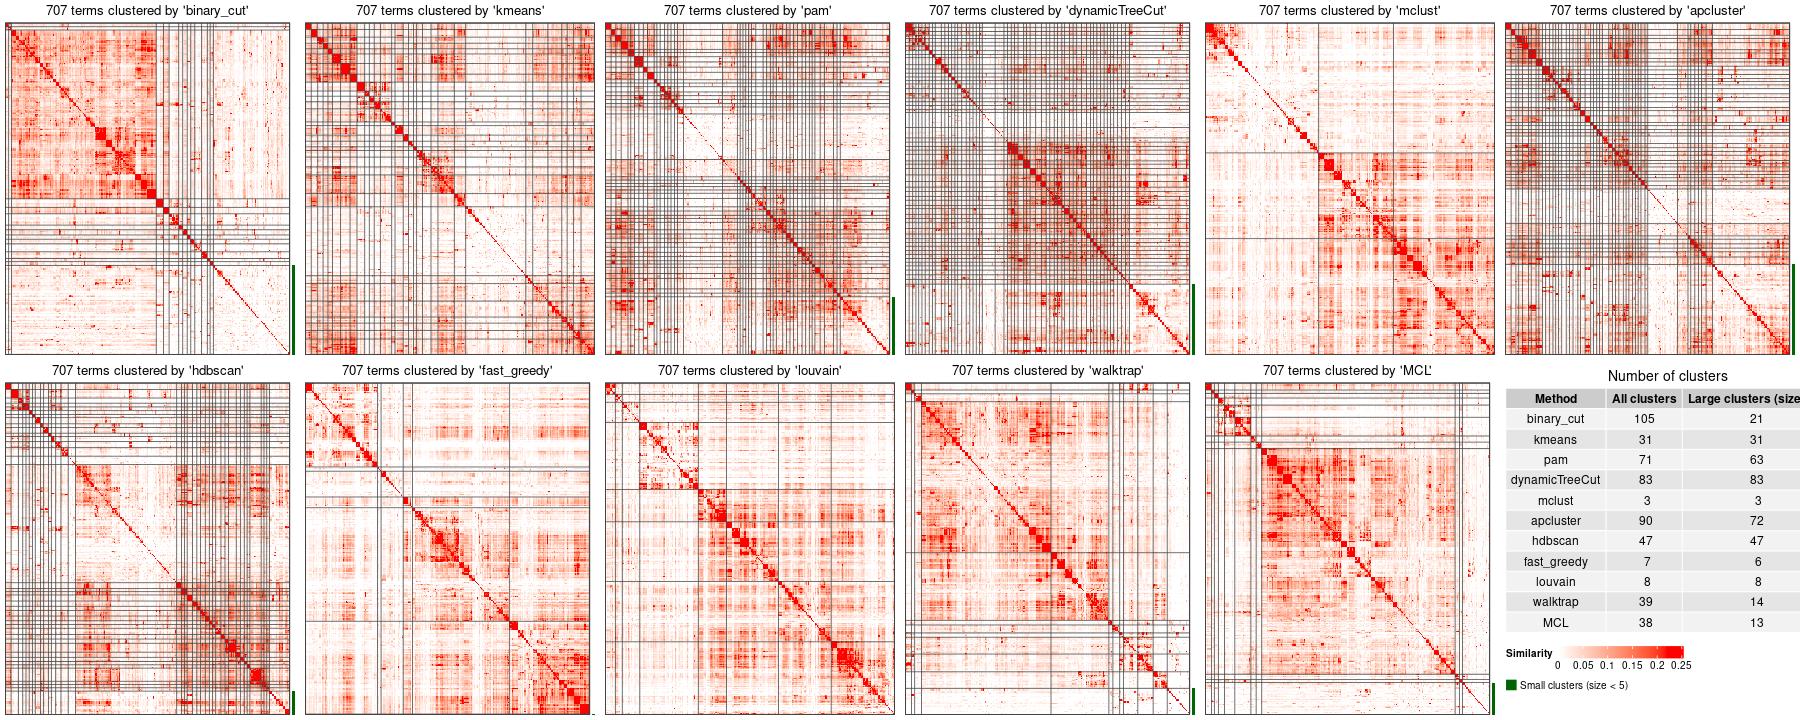 707 terms clustered by 'binary_cut'
707 terms clustered by 'kmeans'
707 terms clustered by 'pam'
707 terms clustered by 'dynamicTreeCut'
707 terms clustered by 'mclust'
707 terms clustered by 'apcluster'
707 terms clustered by 'hdbscan'
707 terms clustered by 'fast_greedy'
707 terms clustered by 'louvain'
707 terms clustered by 'walktrap'
707 terms clustered by 'MCL'
Number of clusters
Method All clusters Large clusters (size
binary_cut 105 21
kmeans 31 31
pam 71 63
dynamicTreeCut 83 83
mclust 3 3
apcluster 90 72
hdbscan 47 47
fast_greedy 7 6
louvain 8 8
walktrap 39 14
MCL 38 13
Similarity
0 0.05 0.1 0.15 0.2 0.25
Small clusters (size < 5)